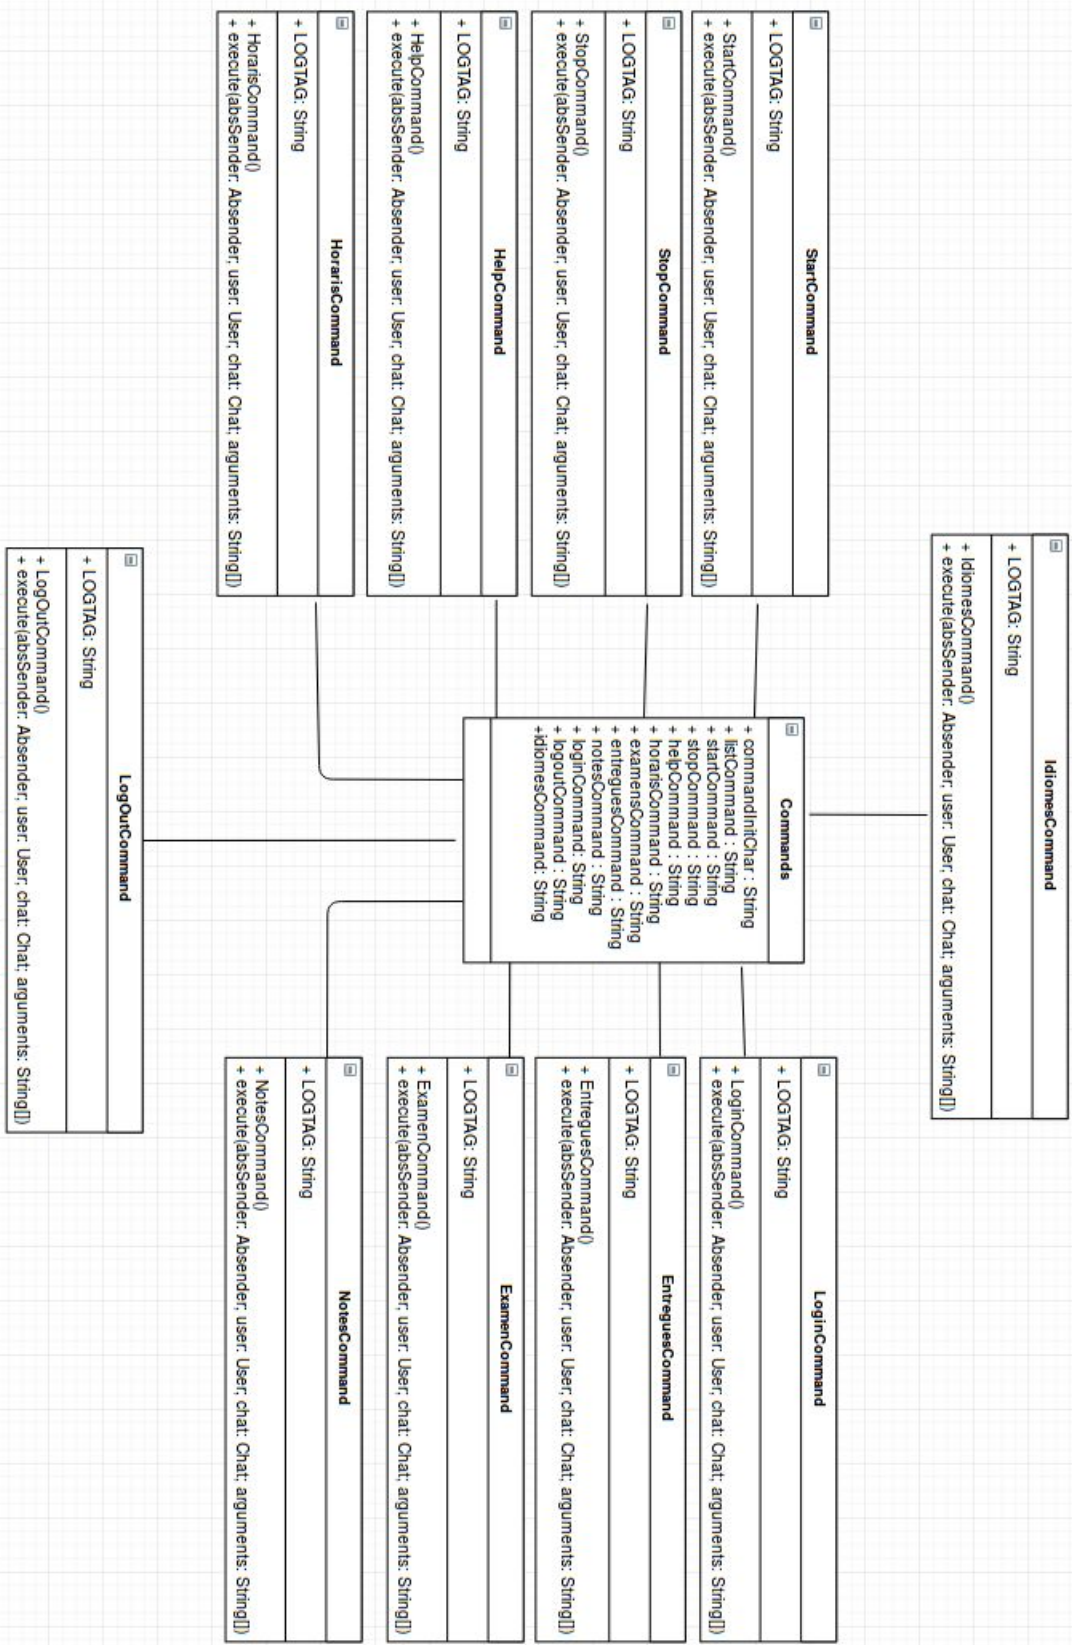 IdiomesCommand
+ LOGTAG: String
+ IdiomesCommand()
+ execute(absSender: Absender; user: User; chat: Chat; arguments: String[])
StartCommand
+ LOGTAG: String
+ StartCommand()
+ execute(absSender: Absender; user: User; chat: Chat; arguments: String[])
StopCommand
+ LOGTAG: String
+ StopCommand()
+ execute(absSender: Absender; user: User; chat: Chat; arguments: String[])
HelpCommand
+ LOGTAG: String
+ HelpCommand()
+ execute(absSender: Absender; user: User; chat: Chat; arguments: String[])
HorarisCommand
+ LOGTAG: String
+ HorarisCommand()
+ execute(absSender: Absender; user: User; chat: Chat; arguments: String[])
Commands
+ commandInitChar : String
+ listCommand : String
+ startCommand : String
+ stopCommand : String
+ helpCommand : String
+ horarisCommand : String
+ examensCommand : String
+ entreguesCommand : String
+ notesCommand : String
+ loginCommand: String
+ logoutCommand : String
+idiomesCommand: String
LoginCommand
+ LOGTAG: String
+ LoginCommand()
+ execute(absSender: Absender; user: User; chat: Chat; arguments: String[])
EntreguesCommand
+ LOGTAG: String
+ EntreguesCommand()
+ execute(absSender: Absender; user: User; chat: Chat; arguments: String[])
ExamenCommand
+ LOGTAG: String
+ ExamenCommand()
+ execute(absSender: Absender; user: User; chat: Chat; arguments: String[])
NotesCommand
+ LOGTAG: String
+ NotesCommand()
+ execute(absSender: Absender; user: User; chat: Chat; arguments: String[])
LogOutCommand
+ LOGTAG: String
+ LogOutCommand()
+ execute(absSender: Absender; user: User; chat: Chat; arguments: String[])